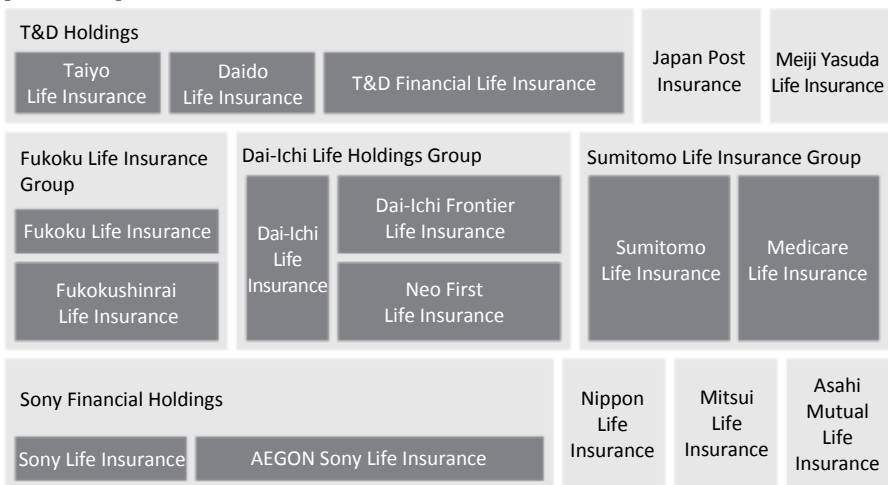 T&D Holdings
Taiyo
Life Insurance
Daido
Life Insurance
T&D Financial Life Insurance
Japan Post
Insurance
Meiji Yasuda
Life Insurance
Fukoku Life Insurance
Group
Fukoku Life Insurance
Fukokushinrai
Life Insurance
Dai-Ichi Life Holdings Group
Dai-Ichi
Life
Insurance
Dai-Ichi Frontier
Life Insurance
Neo First
Life Insurance
Sumitomo Life Insurance Group
Sumitomo
Life Insurance
Medicare
Life Insurance
Sony Financial Holdings
Sony Life Insurance
AEGON Sony Life Insurance
Nippon
Life
Insurance
Mitsui
Life
Insurance
Asahi
Mutual
Life
Insurance